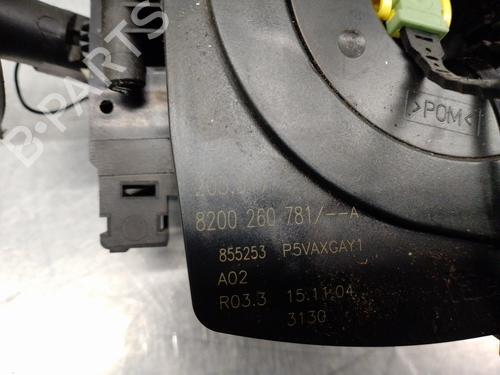 >POM<
8200 260 781/--A
855253 P5VAXGAY1
A02
R03.3 15.11.04
3130
B-PARTS